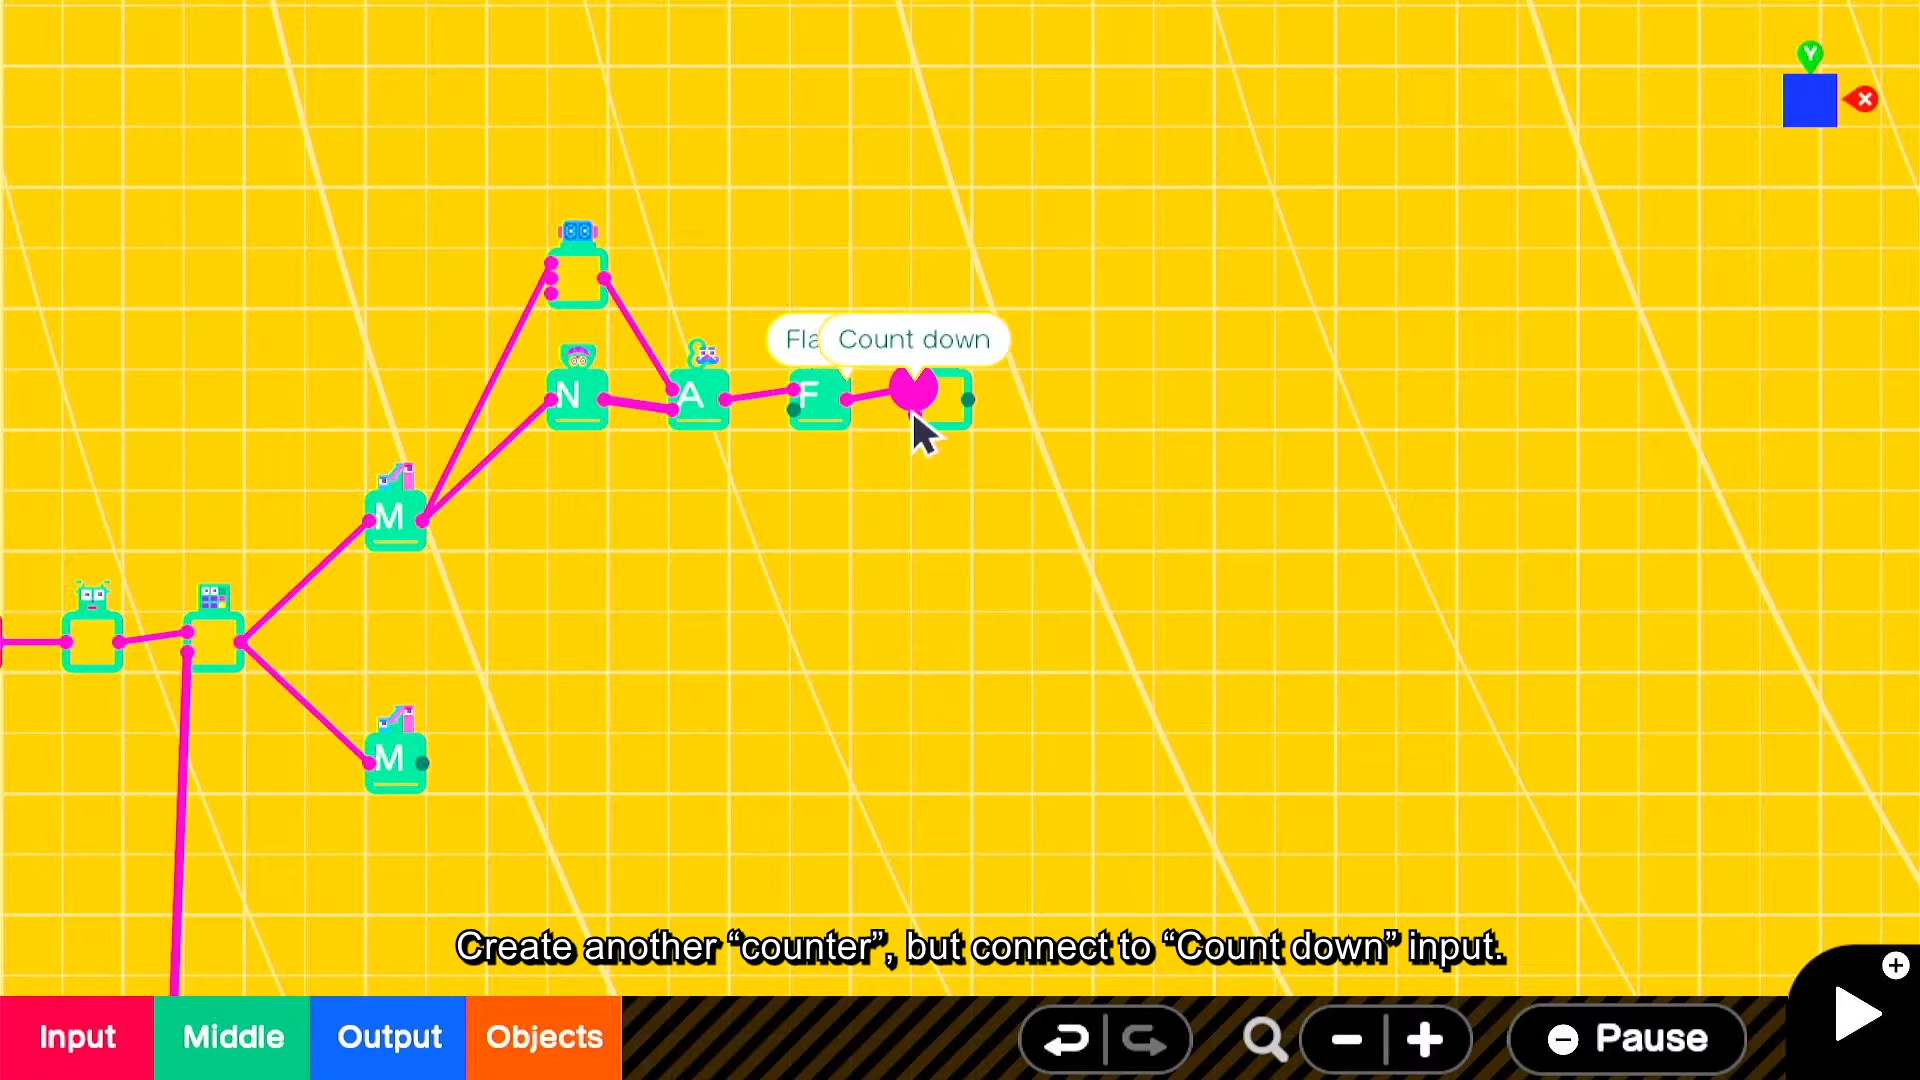 Y
X
Fla
Count down
N
A
F
M
M
Create another “counter”, but connect to “Count down” input.
Input
Middle
Output
Objects
Pause